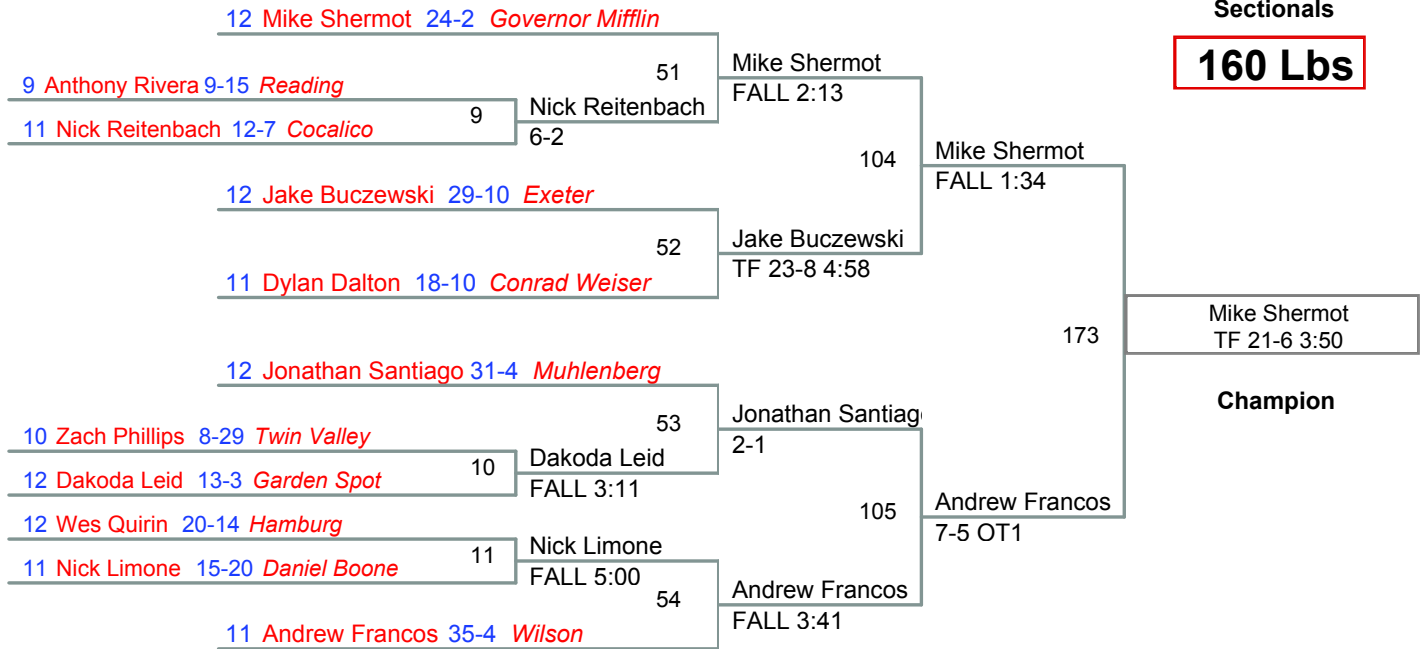 Sectionals
160 Lbs
12 Mike Shermot 24-2 Governor Mifflin
51
Mike Shermot
FALL 2:13
9 Anthony Rivera 9-15 Reading
9
Nick Reitenbach
6-2
11 Nick Reitenbach 12-7 Cocalico
104
Mike Shermot
FALL 1:34
12 Jake Buczewski 29-10 Exeter
52
Jake Buczewski
TF 23-8 4:58
11 Dylan Dalton 18-10 Conrad Weiser
173
Mike Shermot
TF 21-6 3:50
Champion
12 Jonathan Santiago 31-4 Muhlenberg
53
Jonathan Santiag
2-1
10 Zach Phillips 8-29 Twin Valley
10
Dakoda Leid
FALL 3:11
12 Dakoda Leid 13-3 Garden Spot
105
Andrew Francos
7-5 OT1
12 Wes Quirin 20-14 Hamburg
11
Nick Limone
FALL 5:00
11 Nick Limone 15-20 Daniel Boone
54
Andrew Francos
FALL 3:41
11 Andrew Francos 35-4 Wilson